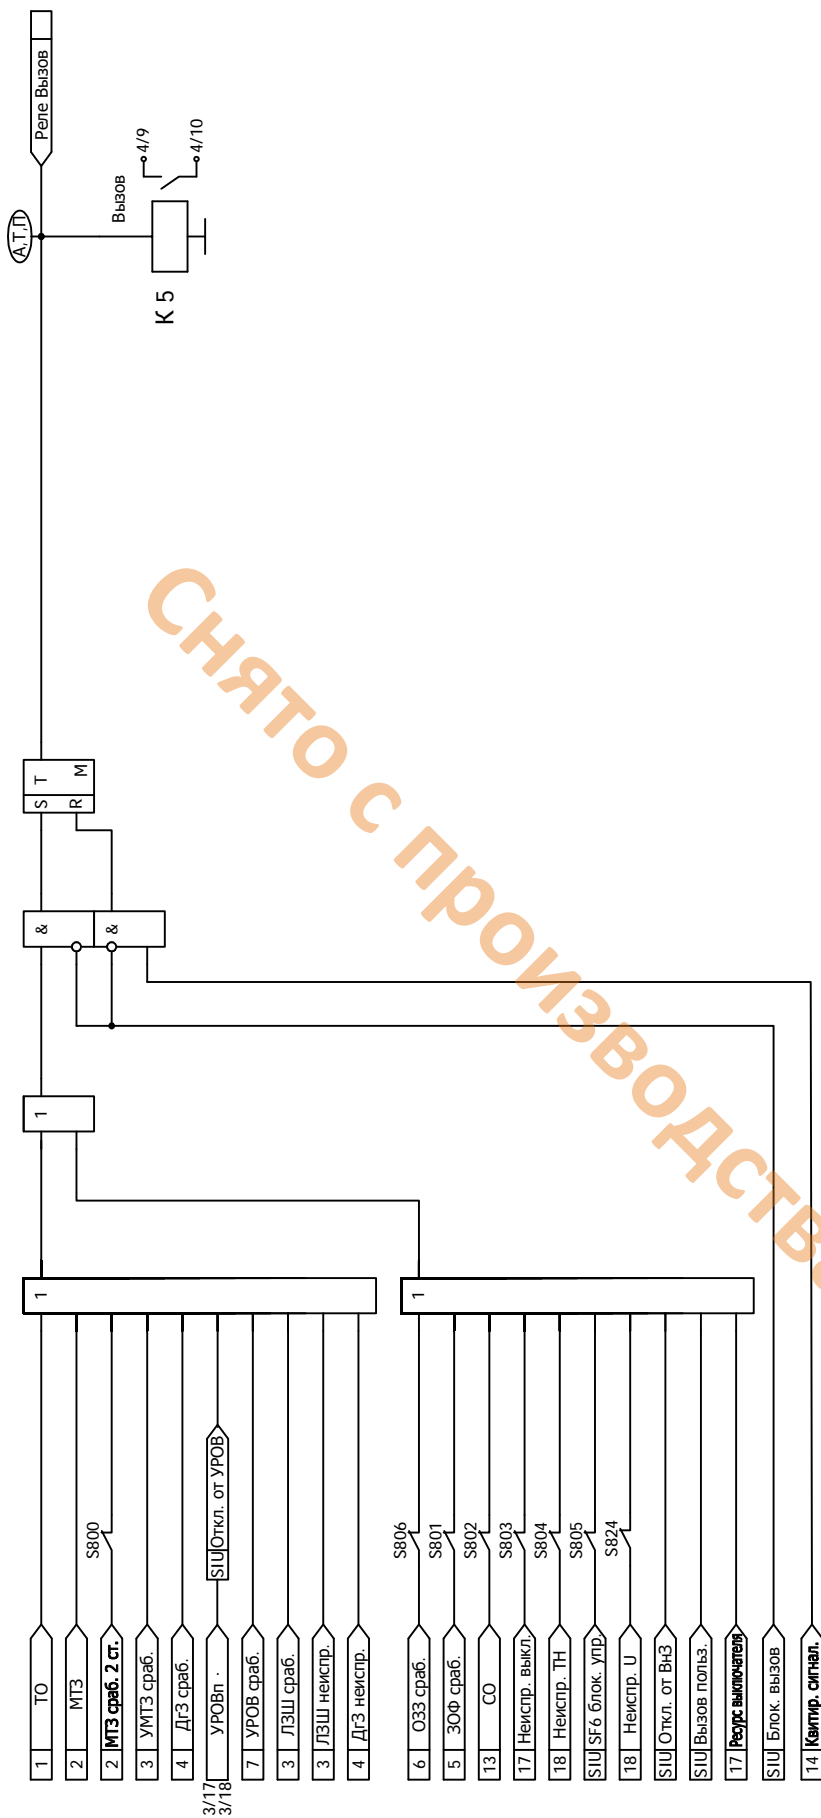 Реле Вызов
А,Т,П
Вызов
4/9
4/10
К 5
S Т
R М
&
&
1
1
1
S800
SIU Откл. от УРОВ
S806
S801
S802
S803
S804
S805
S824
1 ТО
2 МТЗ
2 МТЗ сраб. 2 ст.
3 УМТЗ сраб.
4 ДгЗ сраб.
3/17
3/18
УРОВп .
7 УРОВ сраб.
3 ЛЗШ сраб.
3 ЛЗШ неиспр.
4 ДгЗ неиспр.
6 ОЗЗ сраб.
5 ЗОФ сраб.
13 СО
17 Неиспр. выкл.
18 Неиспр. ТН
SIU SF6 блок. упр.
18 Неиспр. U
SIU Откл. от ВнЗ
SIU Вызов польз.
17 Ресурс выключателя
SIU Блок. вызов
14 Квитир. сигнал.
Снято с производства